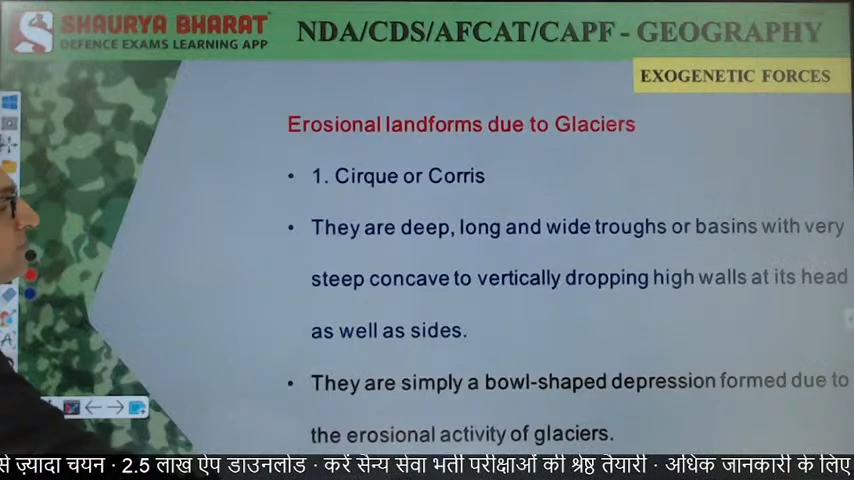 SHAURYA BHARAT
DEFENCE EXAMS LEARNING APP
NDA/CDS/AFCAT/CAPF - GEOGRAPHY
EXOGENETIC FORCES
Erosional landforms due to Glaciers
• 1. Cirque or Corris
• They are deep, long and wide troughs or basins with very
steep concave to vertically dropping high walls at its head
as well as sides.
• They are simply a bowl-shaped depression formed due to
the erosional activity of glaciers.
से ज़्यादा चयन · 2.5 लाख ऐप डाउनलोड · करें सैन्य सेवा भर्ती परीक्षाओं की श्रेष्ठ तैयारी · अधिक जानकारी के लिए